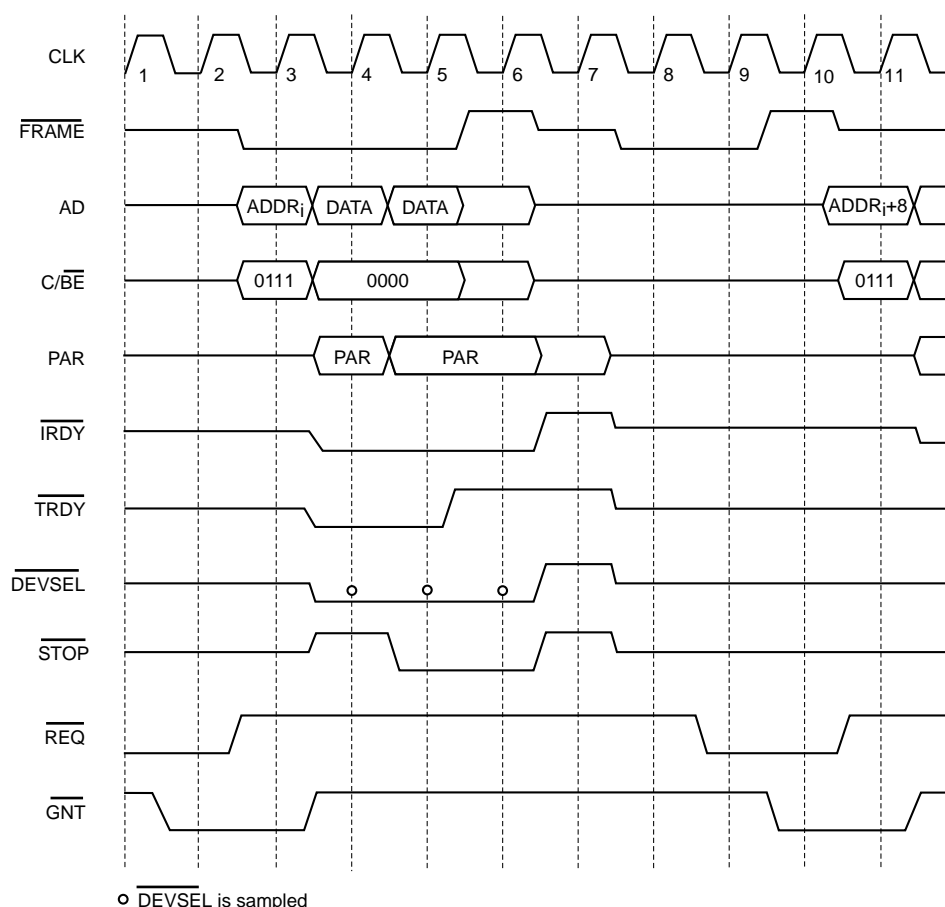 CLK
1 2 3 4 5 6 7 8 9 10 11
FRAME
AD
ADDRi DATA DATA ADDRi+8
C/BE
0111 0000 0111
PAR
PAR PAR
IRDY
TRDY
DEVSEL
STOP
REQ
GNT
DEVSEL is sampled